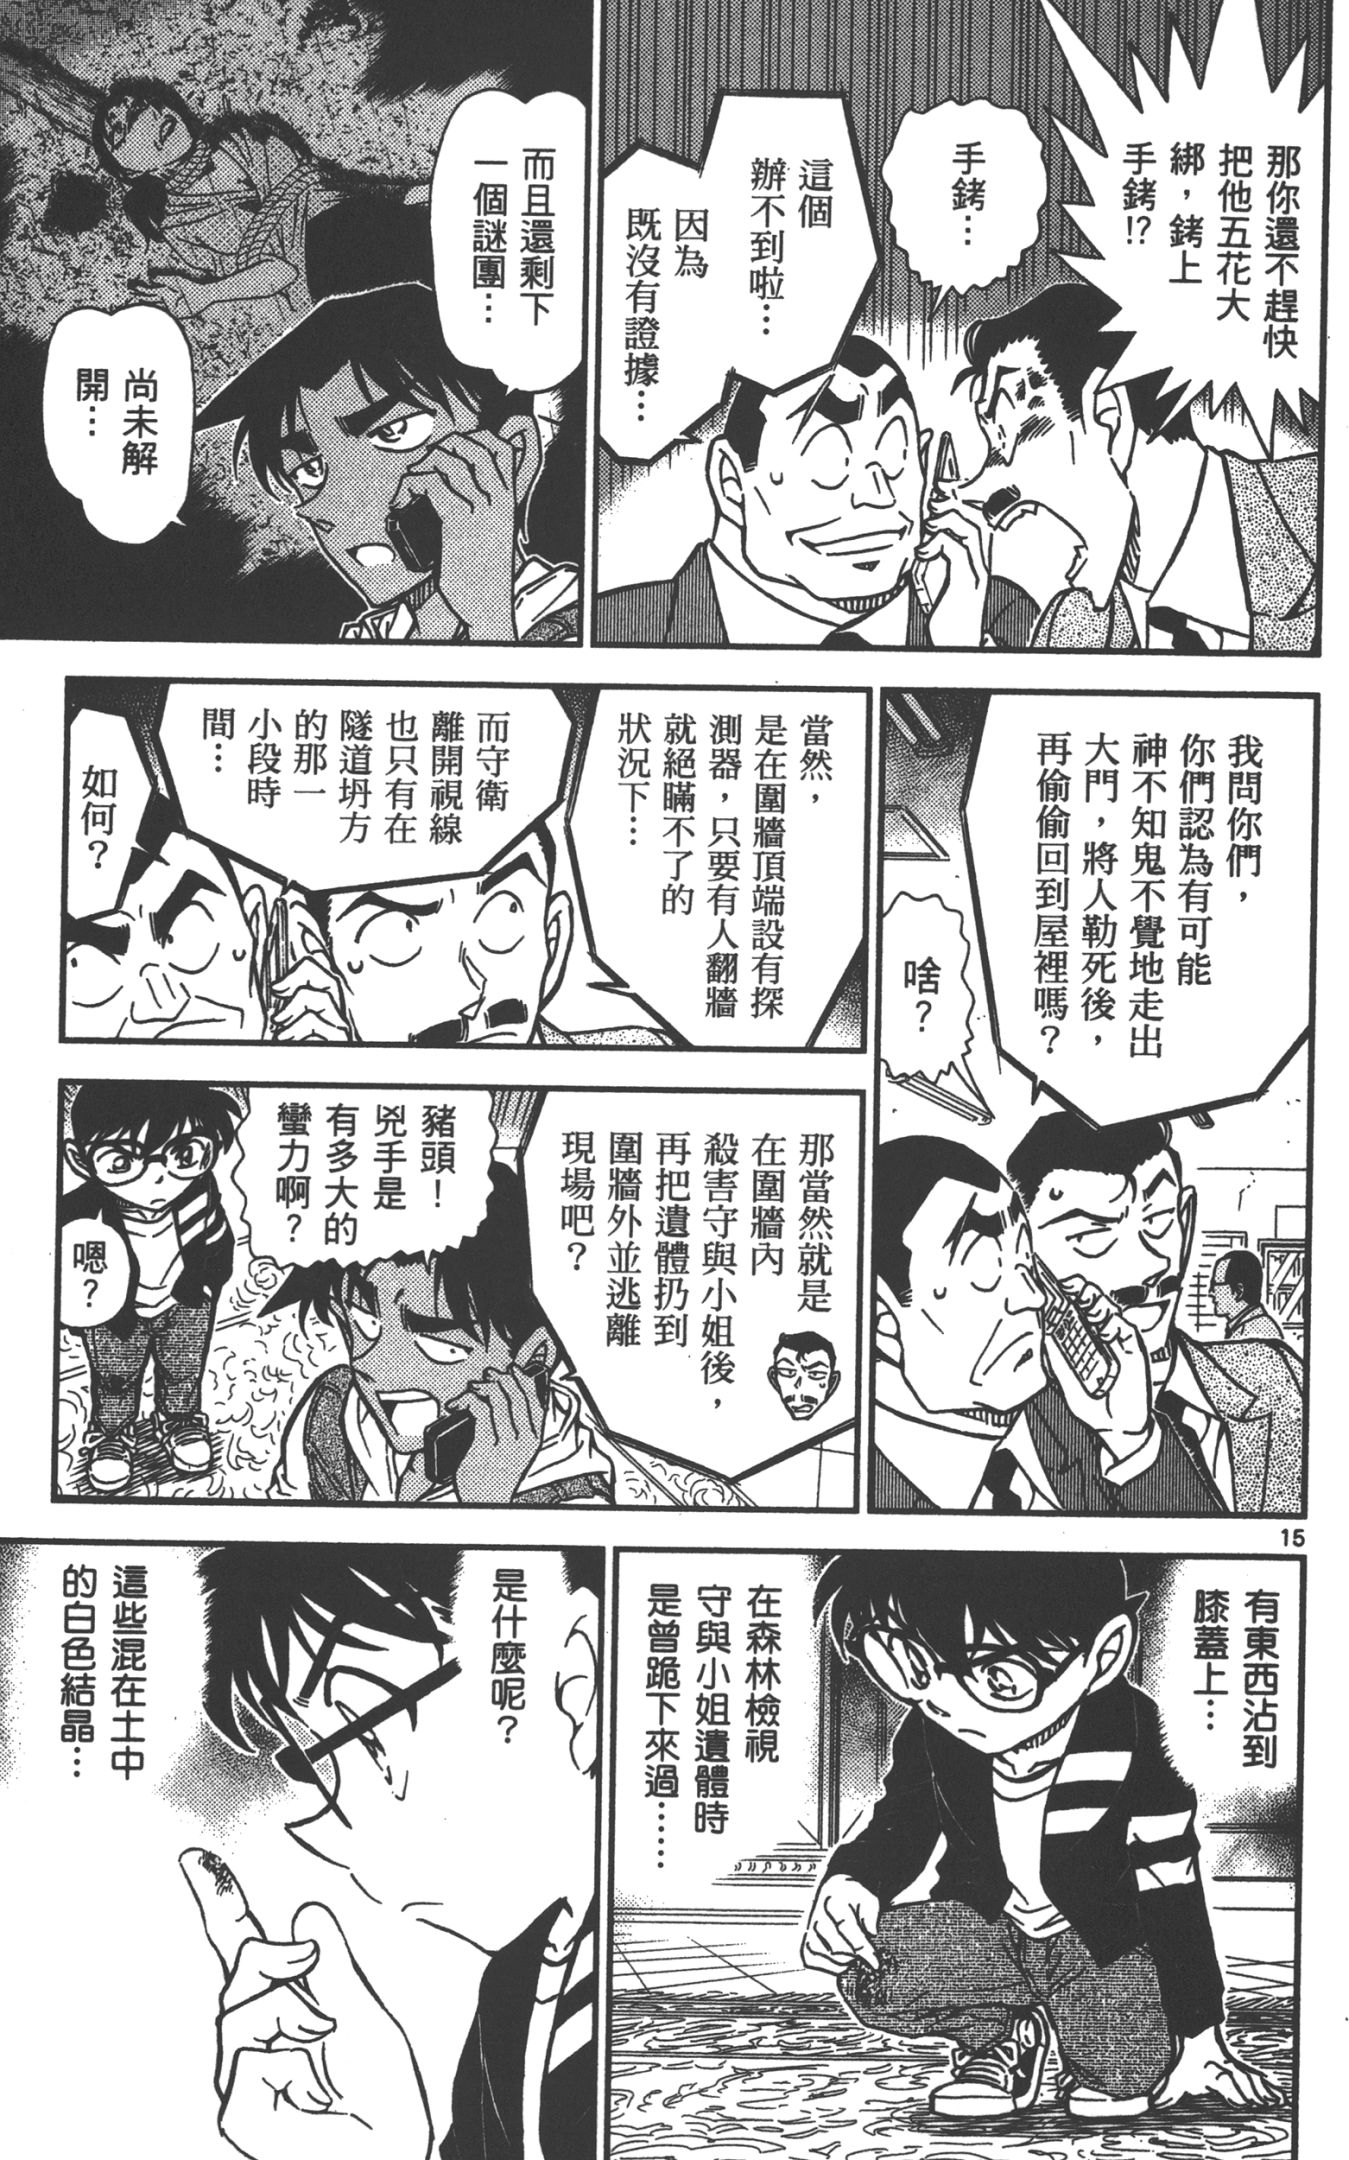 那你還不趕快
把他五花大
綁，銬上
手銬!?
手銬…
這個
辦不到啦…
因為
既沒有證據…
而且還剩下
一個謎團…
尚未解
開…
我問你們，
你們認為有可能
神不知鬼不覺地走出
大門，將人勒死後，
再偷偷回到屋裡嗎？
啥？
當然，
是在圍牆頂端設有探
測器，只要有人翻牆
就絕瞞不了的
狀況下…
而守衛
離開視線
也只有在
隧道坍方
的那一
小段時
間…
如何？
那當然就是
在圍牆內
殺害守與小姐後，
再把遺體扔到
圍牆外並逃離
現場吧？
豬頭！
兇手是
有多大的
蠻力啊？
嗯？
15
有東西沾到
膝蓋上…
在森林檢視
守與小姐遺體時
是曾跪下來過……
是什麼呢？
這些混在土中
的白色結晶…